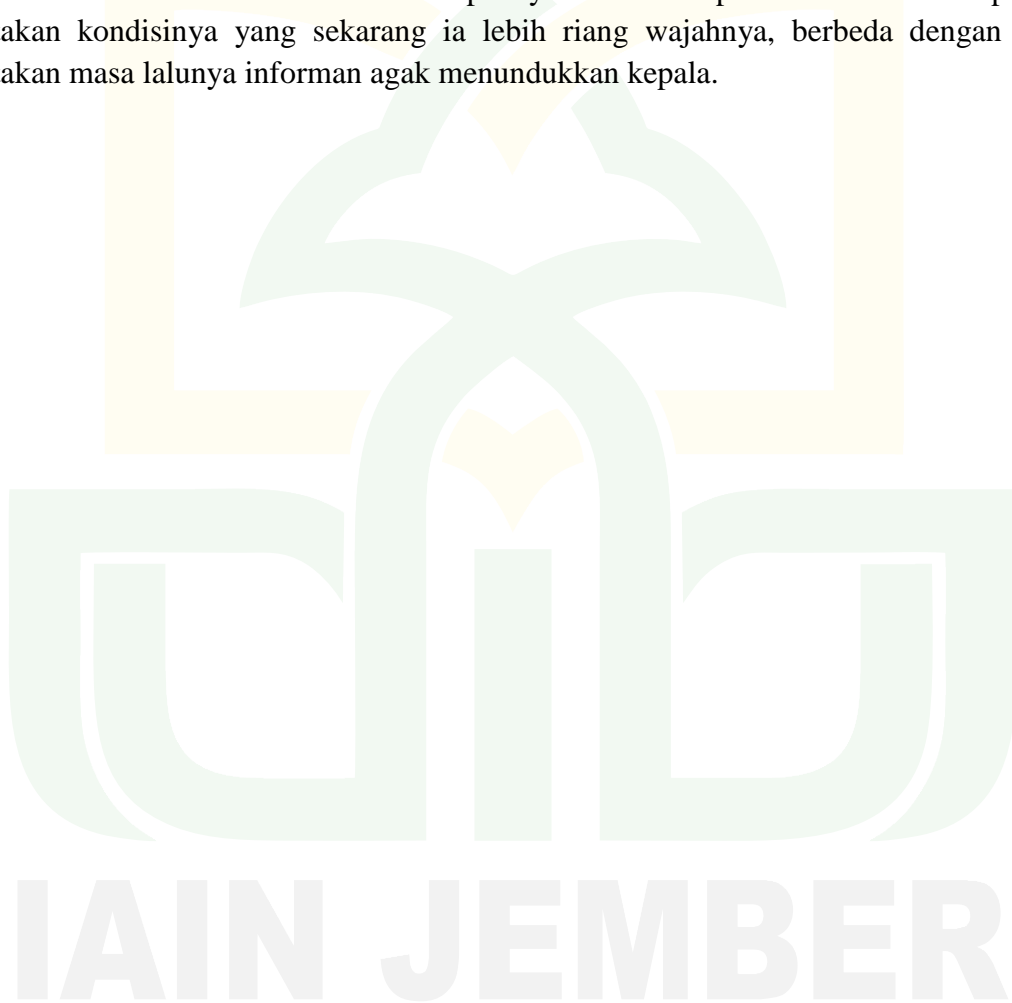 akan kondisinya yang sekarang ia lebih riang wajahnya, berbeda dengan
akan masa lalunya informan agak menundukkan kepala.
IAIN JEMBER